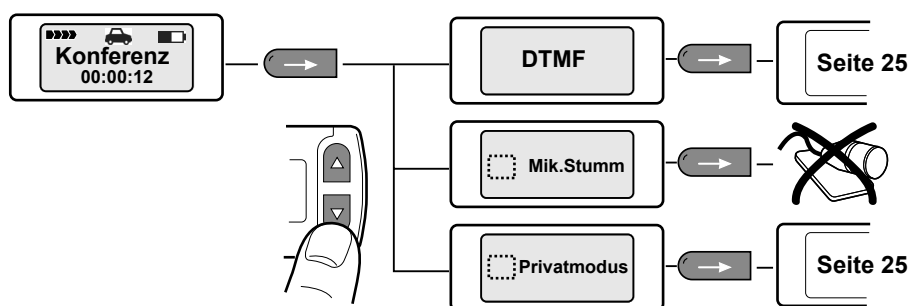 Konferenz
00:00:12
DTMF
Seite 25
Mik.Stumm
Privatmodus
Seite 25